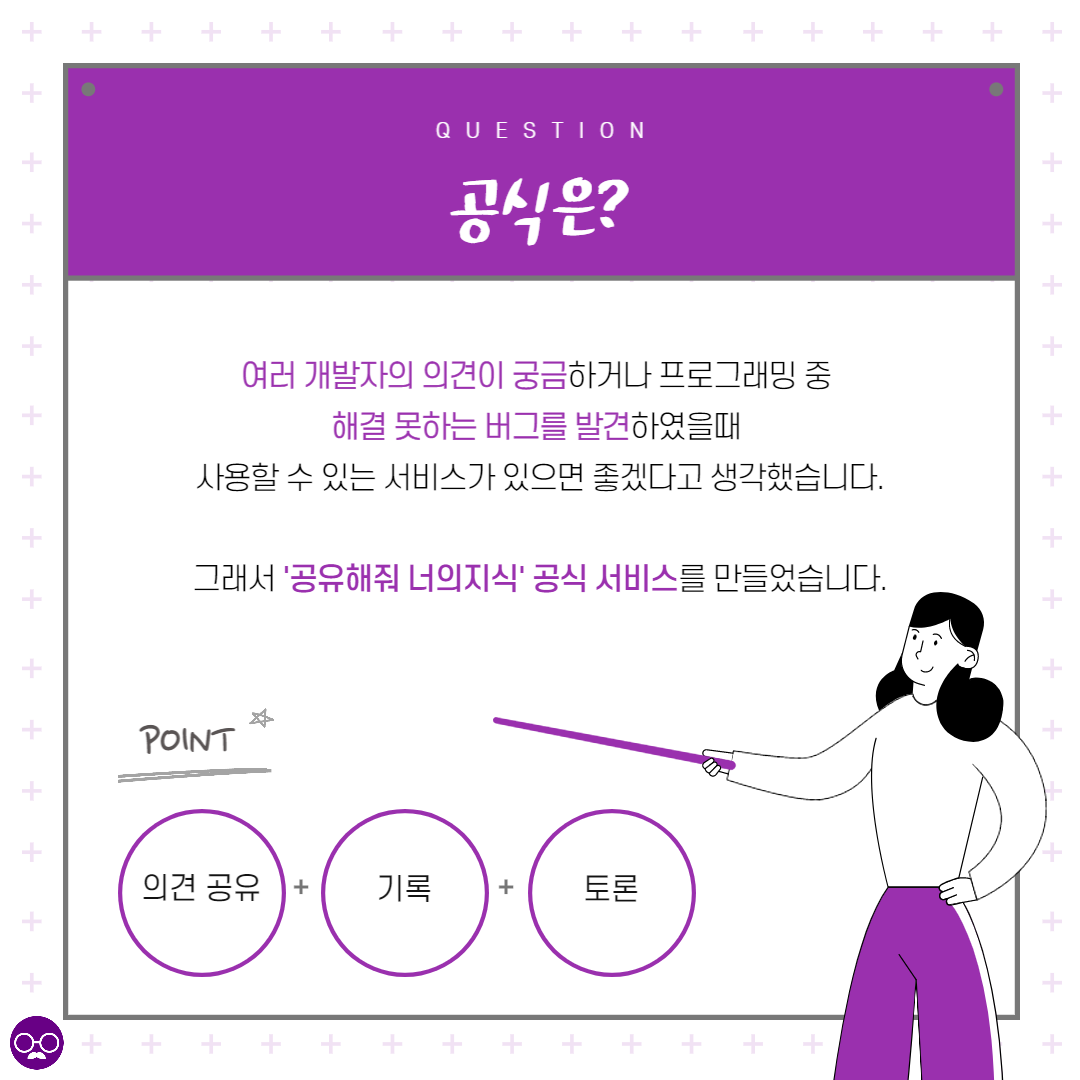 QUESTION
공식은?
여러 개발자의 의견이 궁금하거나 프로그래밍 중
해결 못하는 버그를 발견하였을때
사용할 수 있는 서비스가 있으면 좋겠다고 생각했습니다.
그래서 '공유해줘 너의지식' 공식 서비스를 만들었습니다.
POINT
의견 공유 + 기록 + 토론